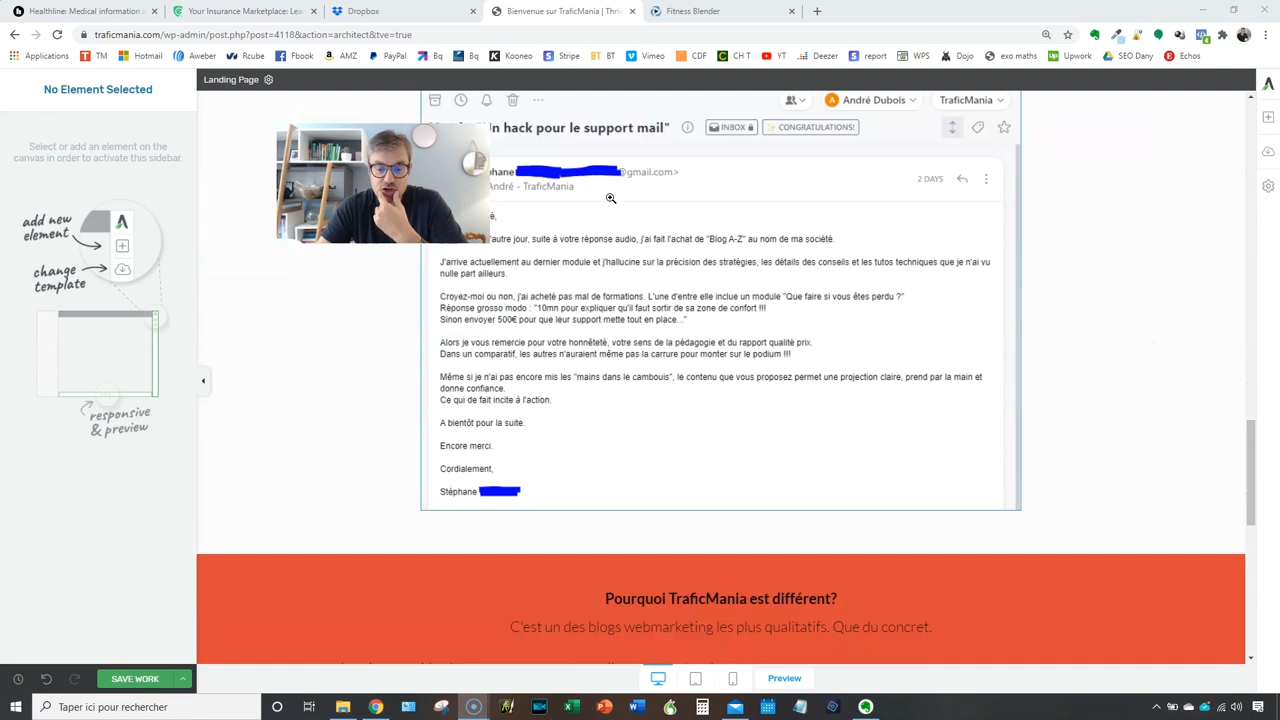 Healthline: Medical information a
Your Insurance Marketplace: Lea
Dropbox
Bienvenue sur TraficMania | Thriv
Fitness Blender
traficmania.com/wp-admin/post.php?post=4118&action=architect&tve=true
Applications TM Hotmail Aweber Rcube Ebook AMZ PayPal Bq Bq Kooneo Stripe BT BT Vimeo CDF CH T YT Deezer report WPS Dojo exo maths Upwork SEO Dany Echos
No Element Selected
Landing Page
Select or add an element on the
canvas in order to activate this sidebar.
add new
element
change
template
responsive
& preview
André Dubois
TraficMania
n hack pour le support mail"
INBOX
CONGRATULATIONS!
hane
@gmail.com>
2 DAYS
André - TraficMania
é,
'autre jour, suite à votre réponse audio, j'ai fait l'achat de "Blog A-Z" au nom de ma société.
J'arrive actuellement au dernier module et j'hallucine sur la précision des stratégies, les détails des conseils et les tutos techniques que je n'ai vu
nulle part ailleurs.
Croyez-moi ou non, j'ai acheté pas mal de formations. L'une d'entre elle inclue un module "Que faire si vous êtes perdu ?"
Réponse grosso modo : "10mn pour expliquer qu'il faut sortir de sa zone de confort !!!
Sinon envoyer 500€ pour que leur support mette tout en place..."
Alors je vous remercie pour votre honnêteté, votre sens de la pédagogie et du rapport qualité prix.
Dans un comparatif, les autres n'auraient même pas la carrure pour monter sur le podium !!!
Même si je n'ai pas encore mis les "mains dans le cambouis", le contenu que vous proposez permet une projection claire, prend par la main et
donne confiance.
Ce qui de fait incite à l'action.
A bientôt pour la suite.
Encore merci.
Cordialement,
Stéphane
Pourquoi TraficMania est différent?
C'est un des blogs webmarketing les plus qualitatifs. Que du concret.
SAVE WORK
Preview
Taper ici pour rechercher